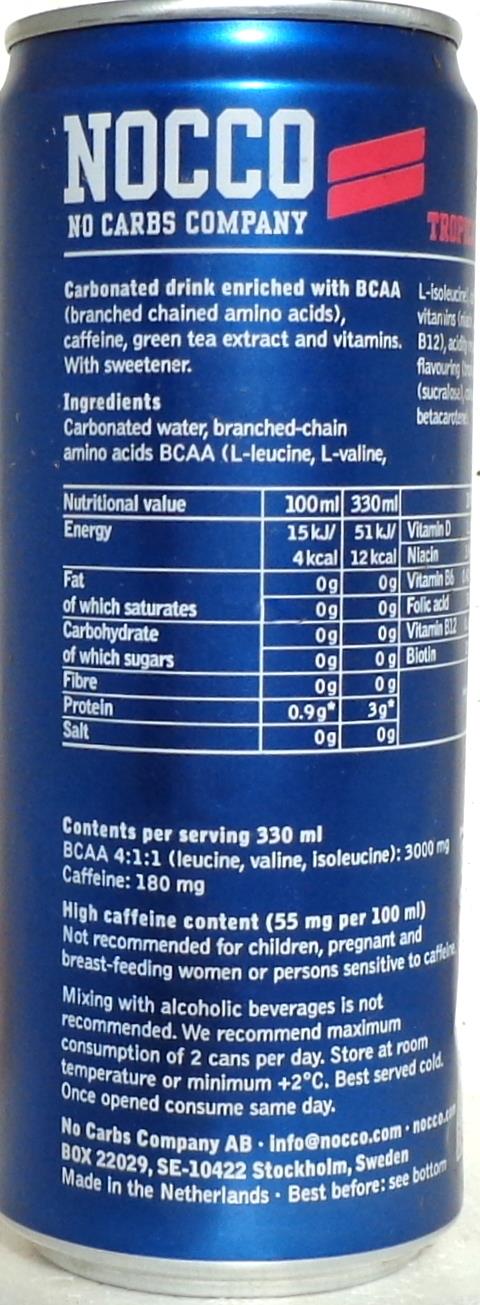 NOCCO
NO CARBS COMPANY
Carbonated drink enriched with BCAA
(branched chained amino acids),
caffeine, green tea extract and vitamins.
With sweetener.
Ingredients
Carbonated water, branched-chain
amino acids BCAA (L-leucine, L-valine,
L-isoleucine
B12), acidity
flavouring
(sucralose),
Nutritional value 100ml 330ml
Energy 15kJ/ 51kJ/ Vitamin D
4kcal 12kcal Niacin
Fat 0g 0g Vitamin B6
of which saturates 0g 0g Folic acid
Carbohydrate 0g 0g Vitamin B12
of which sugars 0g 0g Biotin
Fibre 0g 0g
Protein 0.9g* 3g*
Salt 0g 0g
Contents per serving 330 ml
BCAA 4:1:1 (leucine, valine, isoleucine): 3000 mg
Caffeine: 180 mg
High caffeine content (55 mg per 100 ml)
Not recommended for children, pregnant and
breast-feeding women or persons sensitive to caffeine.
Mixing with alcoholic beverages is not
recommended. We recommend maximum
consumption of 2 cans per day. Store at room
temperature or minimum +2°C. Best served cold.
Once opened consume same day.
No Carbs Company AB · info@nocco.com · nocco.com
BOX 22029, SE-10422 Stockholm, Sweden
Made in the Netherlands · Best before: see bottom